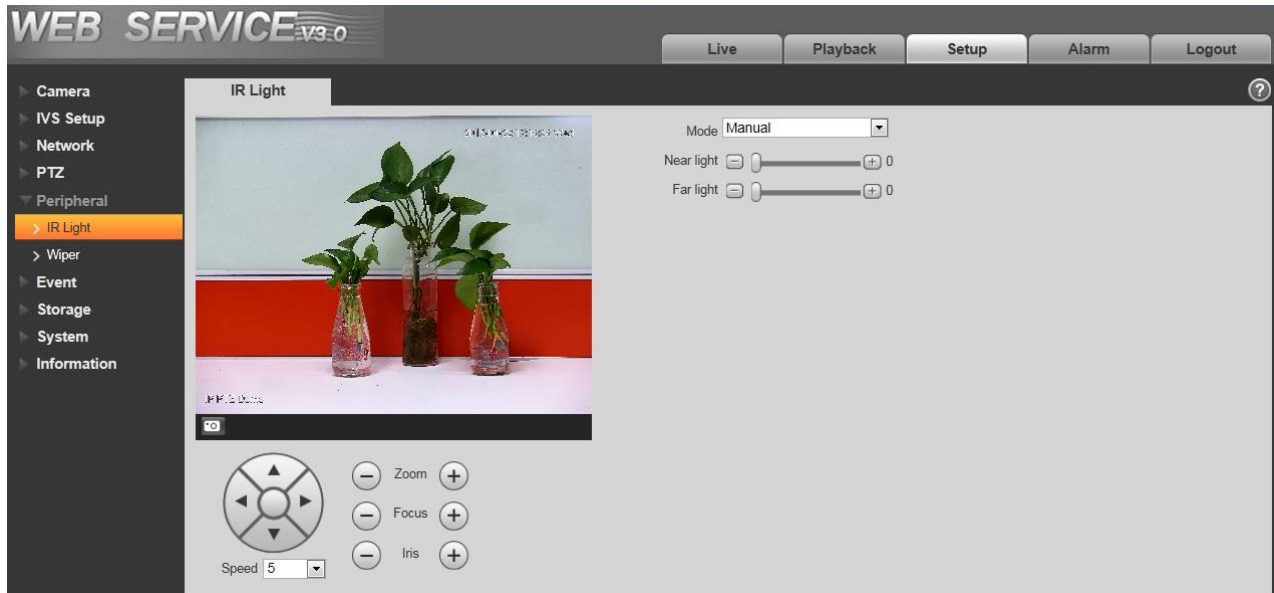 WEB SERVICE V3.0
Live
Playback
Setup
Alarm
Logout
Camera
IVS Setup
Network
PTZ
Peripheral
IR Light
Wiper
Event
Storage
System
Information
IR Light
?
Mode Manual
Near light 0
Far light 0
Zoom
Focus
Iris
Speed 5